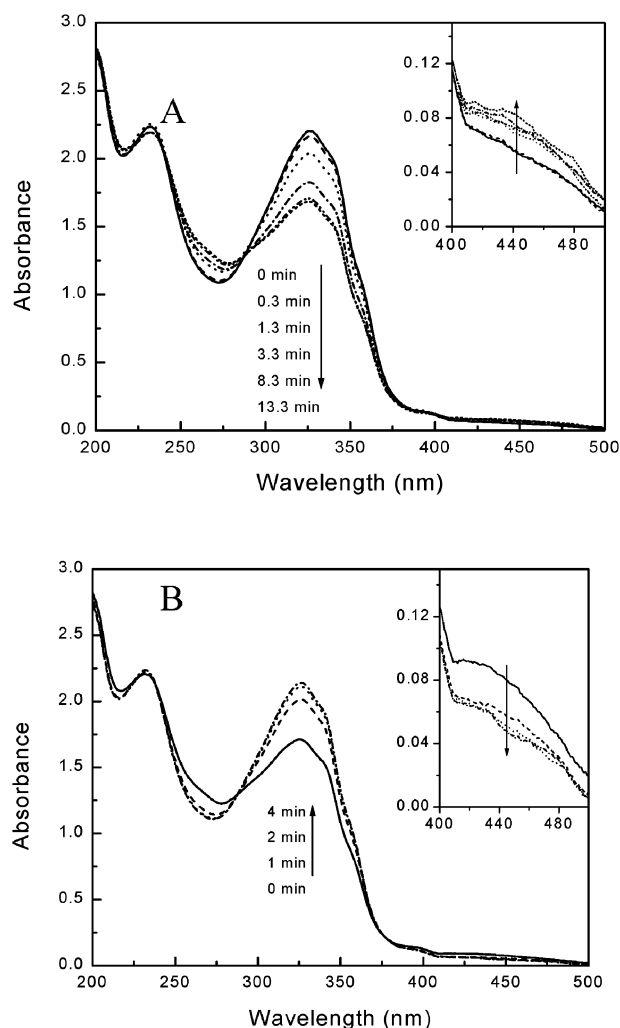 3.0
2.5
2.0
1.5
1.0
0.5
0.0
Absorbance
A
0 min
0.3 min
1.3 min
3.3 min
8.3 min
13.3 min
200 250 300 350 400 450 500
Wavelength (nm)
0.12
0.08
0.04
0.00
400 440 480
3.0
2.5
2.0
1.5
1.0
0.5
0.0
Absorbance
B
4 min
2 min
1 min
0 min
200 250 300 350 400 450 500
Wavelength (nm)
0.12
0.08
0.04
0.00
400 440 480